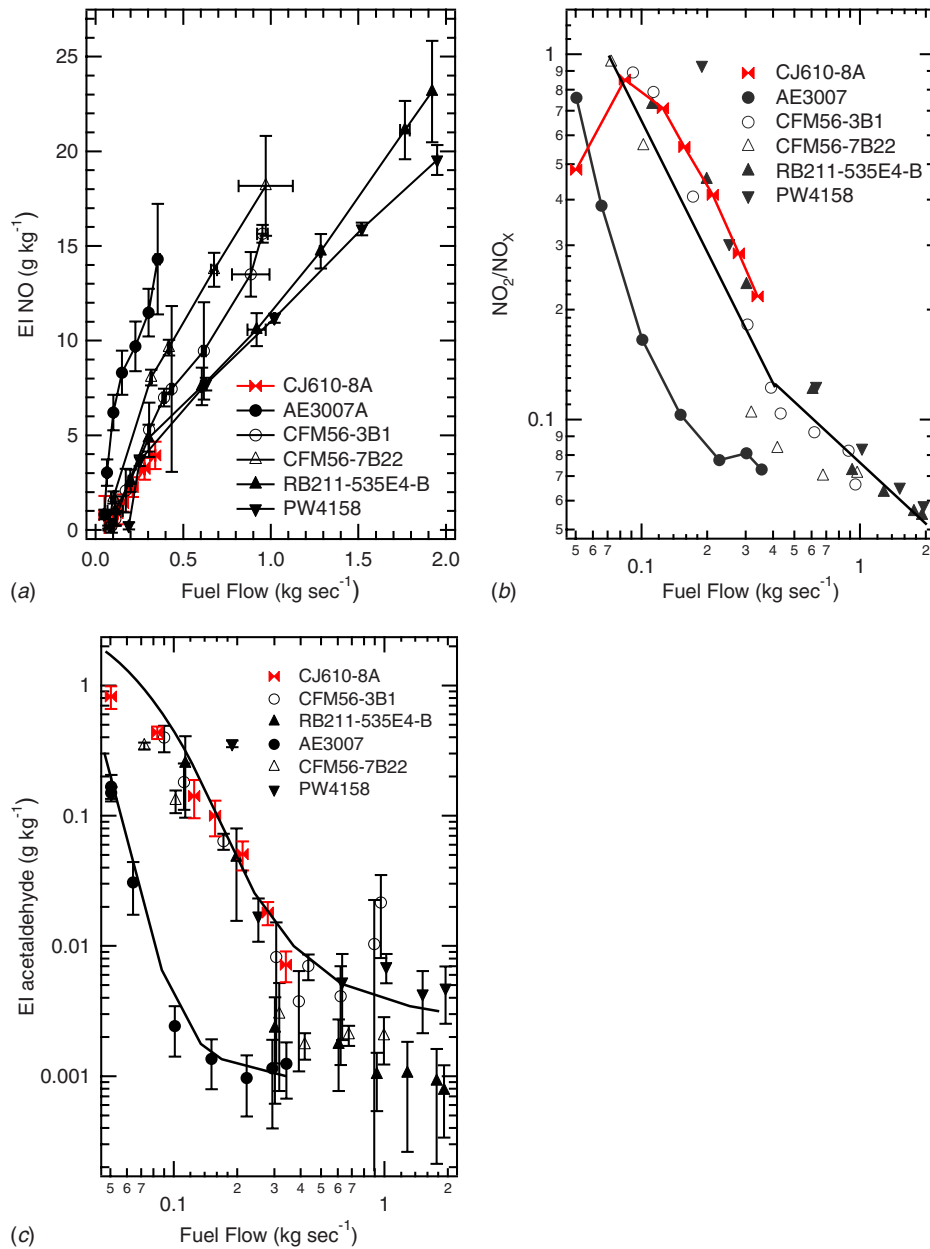 25
20
15
10
5
0
EI NO (g kg⁻¹)
CJ610-8A
AE3007A
CFM56-3B1
CFM56-7B22
RB211-535E4-B
PW4158
0.0 0.5 1.0 1.5 2.0
Fuel Flow (kg sec⁻¹)
(a)
1
9
8
7
6
5
4
3
2
0.1
9
8
7
6
5
NO₂/NOₓ
CJ610-8A
AE3007
CFM56-3B1
CFM56-7B22
RB211-535E4-B
PW4158
5 6 7 0.1 2 3 4 5 6 7 1 2
Fuel Flow (kg sec⁻¹)
(b)
1
0.1
0.01
0.001
EI acetaldehyde (g kg⁻¹)
CJ610-8A
CFM56-3B1
RB211-535E4-B
AE3007
CFM56-7B22
PW4158
5 6 7 0.1 2 3 4 5 6 7 1 2
Fuel Flow (kg sec⁻¹)
(c)